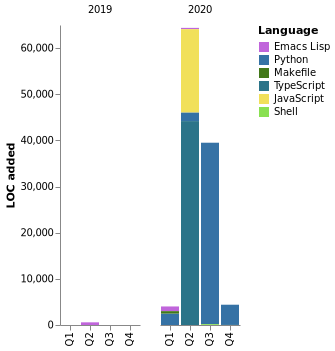 2019
2020
LOC added
60,000
50,000
40,000
30,000
20,000
10,000
0
Q1
Q2
Q3
Q4
Q1
Q2
Q3
Q4
Language
Emacs Lisp
Python
Makefile
TypeScript
JavaScript
Shell